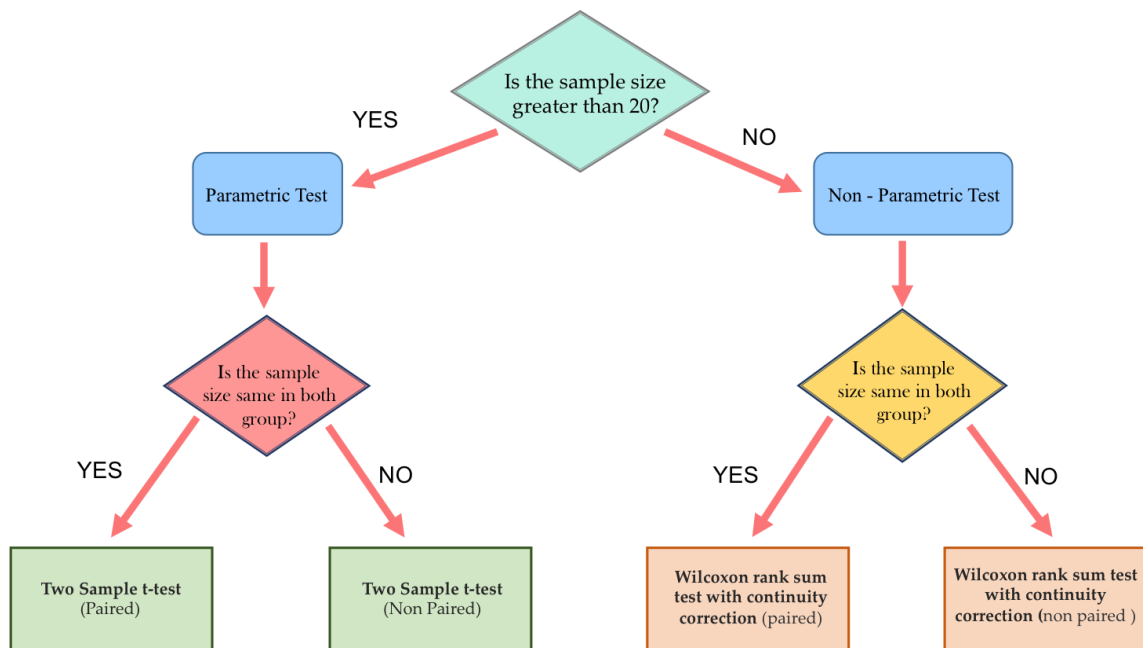 Is the sample size
greater than 20?
YES
NO
Parametric Test
Non - Parametric Test
Is the sample
size same in both
group?
Is the sample
size same in both
group?
YES
NO
YES
NO
Two Sample t-test
(Paired)
Two Sample t-test
(Non Paired)
Wilcoxon rank sum
test with continuity
correction (paired)
Wilcoxon rank sum test
with continuity
correction (non paired )